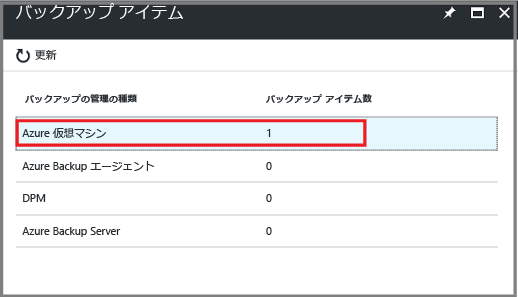 バックアップ アイテム
更新
バックアップの管理の種類 バックアップ アイテム数
Azure 仮想マシン 1
Azure Backup エージェント 0
DPM 0
Azure Backup Server 0